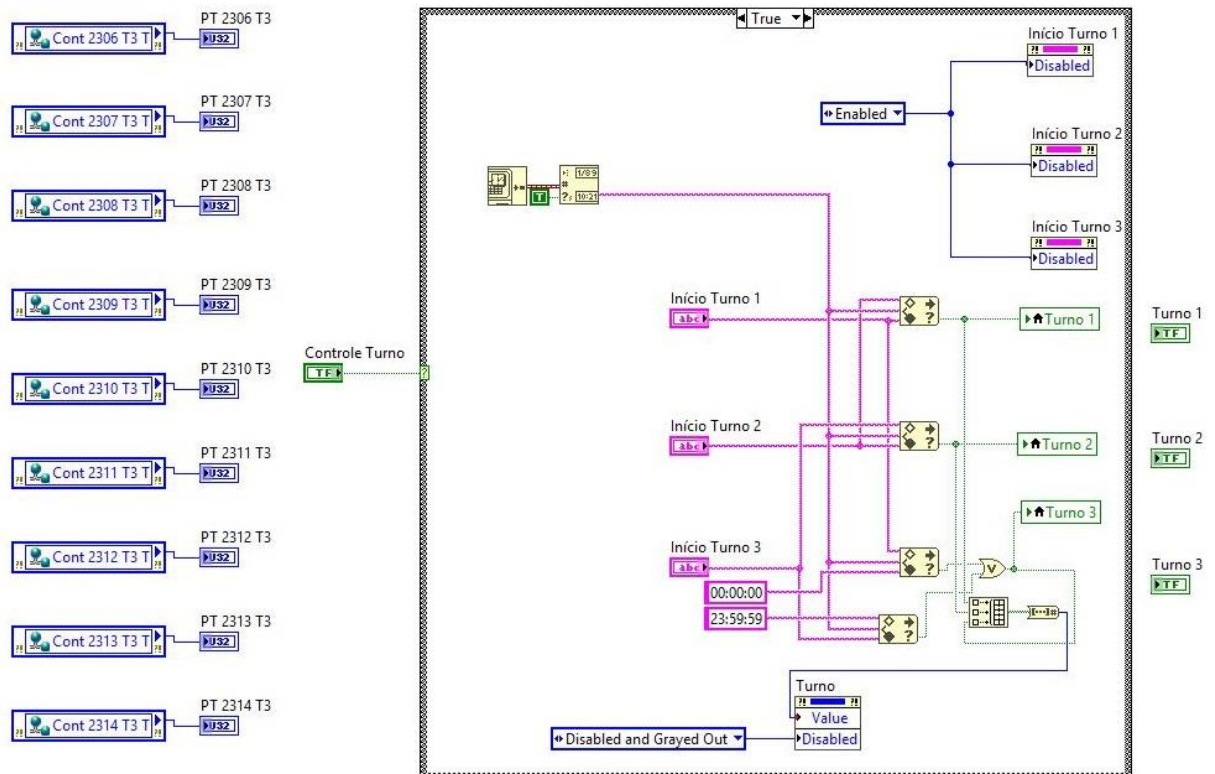 PT 2306 T3
Cont 2306 T3 T
U32
PT 2307 T3
Cont 2307 T3 T
U32
PT 2308 T3
Cont 2308 T3 T
U32
PT 2309 T3
Cont 2309 T3 T
U32
PT 2310 T3
Cont 2310 T3 T
U32
PT 2311 T3
Cont 2311 T3 T
U32
PT 2312 T3
Cont 2312 T3 T
U32
PT 2313 T3
Cont 2313 T3 T
U32
PT 2314 T3
Cont 2314 T3 T
U32
Controle Turno
TF
True
Início Turno 1
Disabled
Enabled
Início Turno 2
Disabled
Início Turno 3
Disabled
1/89
10:21
T
Início Turno 1
abc
Turno 1
Início Turno 2
abc
Turno 2
Turno 3
Início Turno 3
abc
00:00:00
23:59:59
V
Turno
Value
Disabled and Grayed Out
Disabled
Turno 1
TF
Turno 2
TF
Turno 3
TF